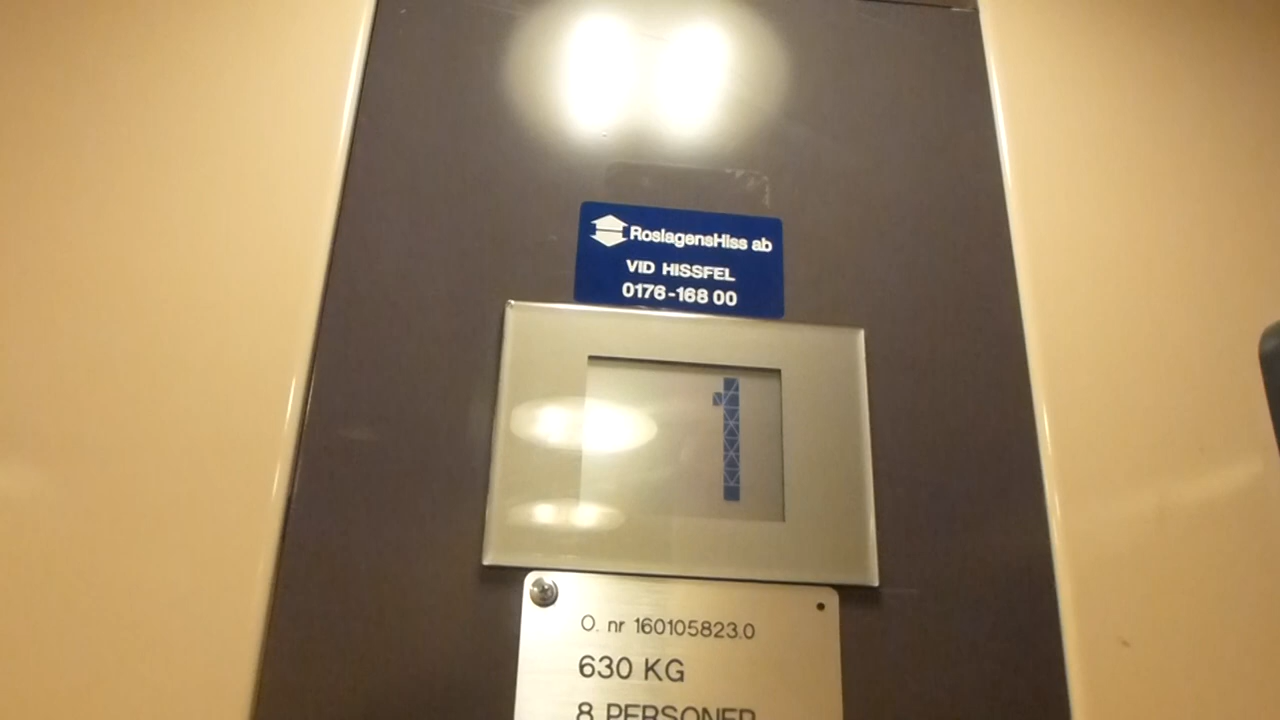 RoslagensHiss ab
VID HISSFEL
0176-168 00
1
O. nr 160105823.0
630 KG
8 PERSONER